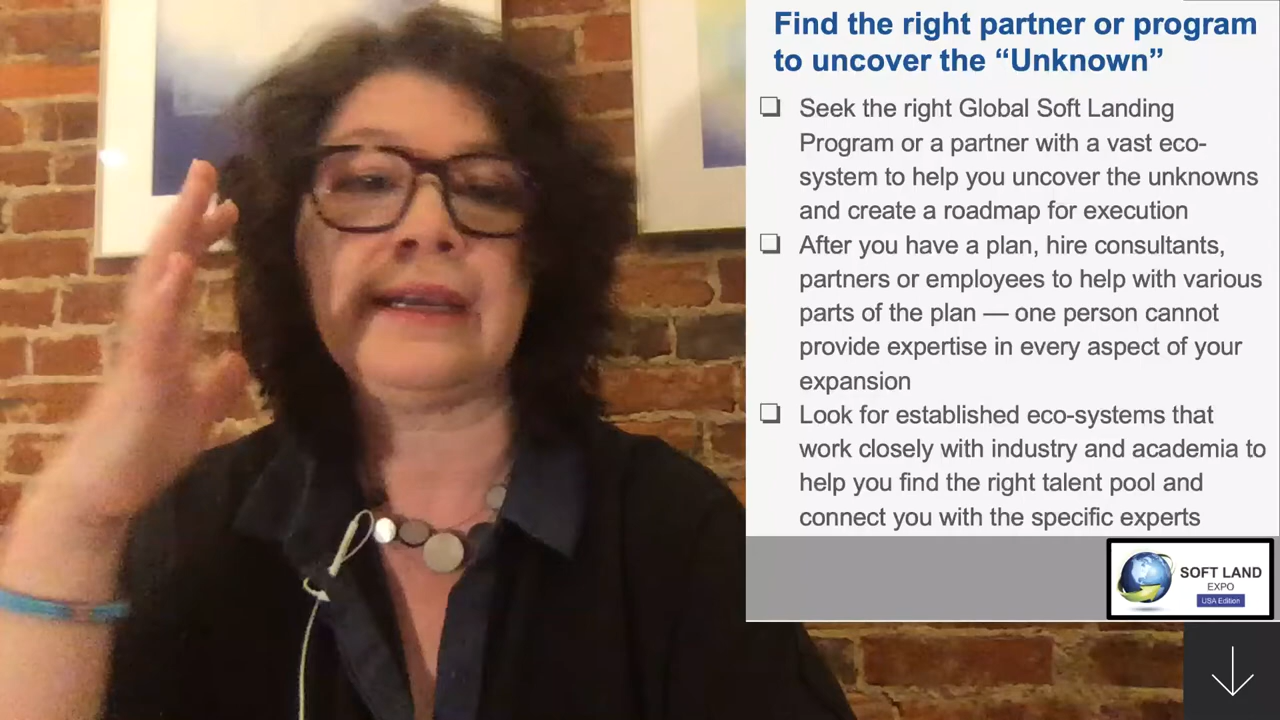 Find the right partner or program
to uncover the “Unknown”
❏ Seek the right Global Soft Landing
Program or a partner with a vast eco-
system to help you uncover the unknowns
and create a roadmap for execution
❏ After you have a plan, hire consultants,
partners or employees to help with various
parts of the plan — one person cannot
provide expertise in every aspect of your
expansion
❏ Look for established eco-systems that
work closely with industry and academia to
help you find the right talent pool and
connect you with the specific experts
SOFT LAND
EXPO
USA Edition